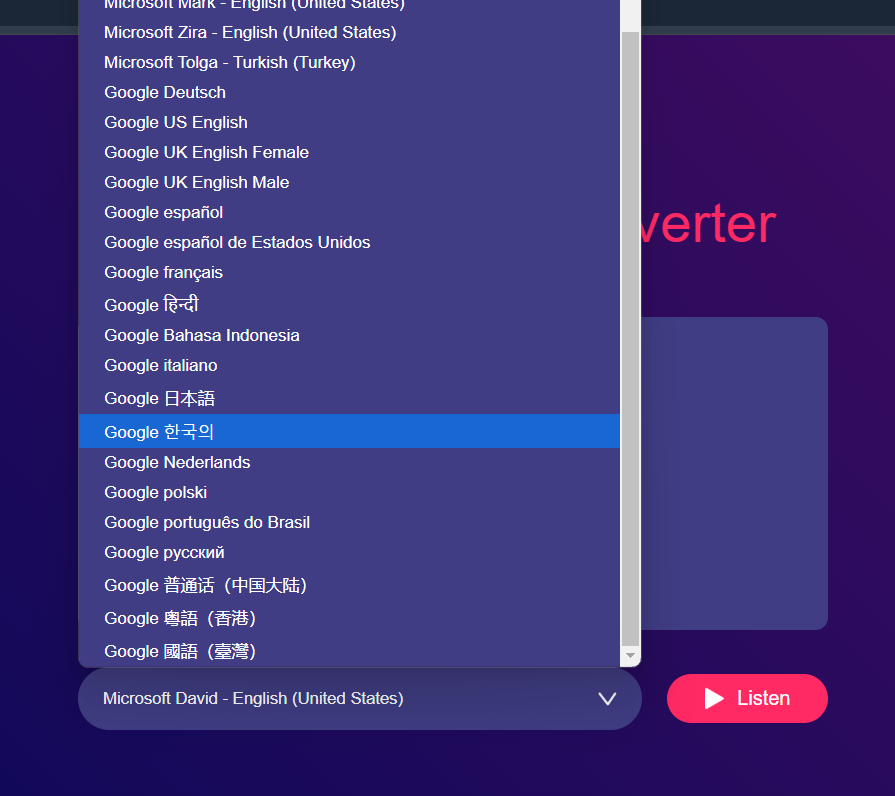 Microsoft Mark - English (United States)
Microsoft Zira - English (United States)
Microsoft Tolga - Turkish (Turkey)
Google Deutsch
Google US English
Google UK English Female
Google UK English Male
Google español
verter
Google español de Estados Unidos
Google français
Google हिन्दी
Google Bahasa Indonesia
Google italiano
Google 日本語
Google 한국의
Google Nederlands
Google polski
Google português do Brasil
Google русский
Google 普通话（中国大陆）
Google 粤語（香港）
Google 國語（臺灣）
Microsoft David - English (United States)
Listen